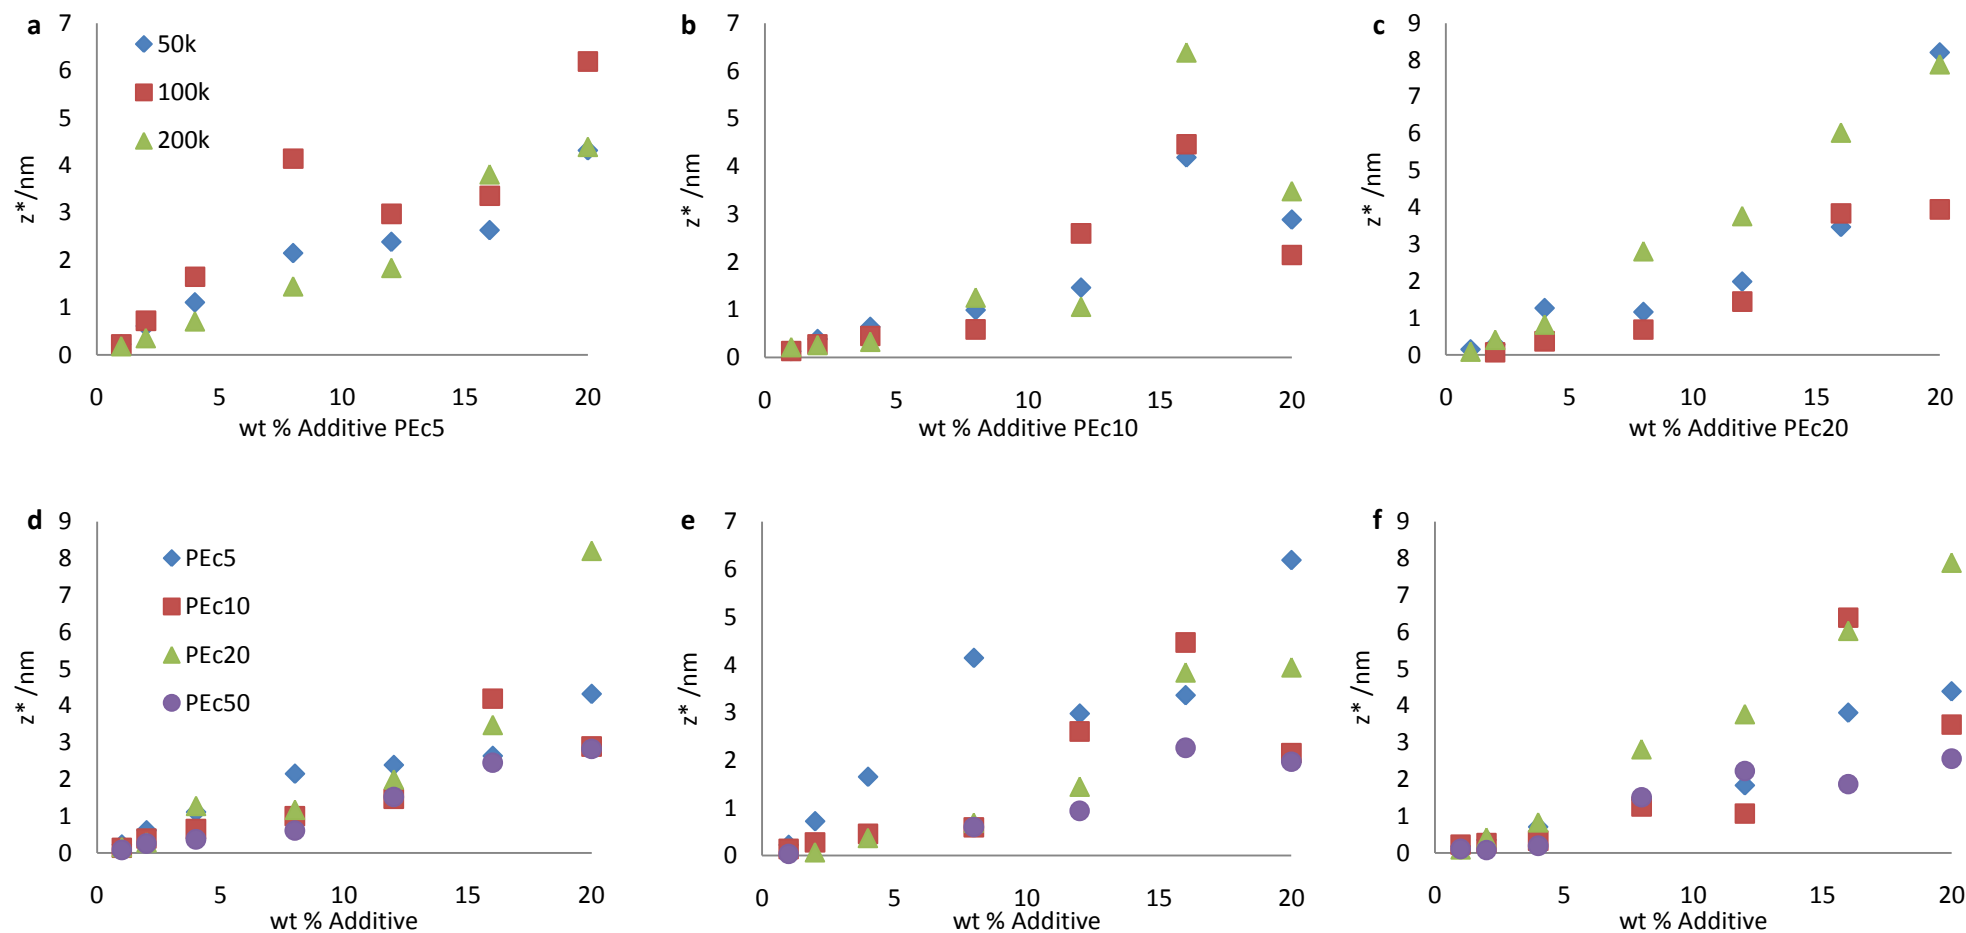 a
7
6
5
4
3
2
1
0
z*/nm
50k
100k
200k
0 5 10 15 20
wt % Additive PEc5
b
7
6
5
4
3
2
1
0
z* /nm
0 5 10 15 20
wt % Additive PEc10
c
9
8
7
6
5
4
3
2
1
0
z* /nm
0 5 10 15 20
wt % Additive PEc20
d
9
8
7
6
5
4
3
2
1
0
z* /nm
PEc5
PEc10
PEc20
PEc50
0 5 10 15 20
wt % Additive
e
7
6
5
4
3
2
1
0
z* /nm
0 5 10 15 20
wt % Additive
f
9
8
7
6
5
4
3
2
1
0
z* /nm
0 5 10 15 20
wt % Additive